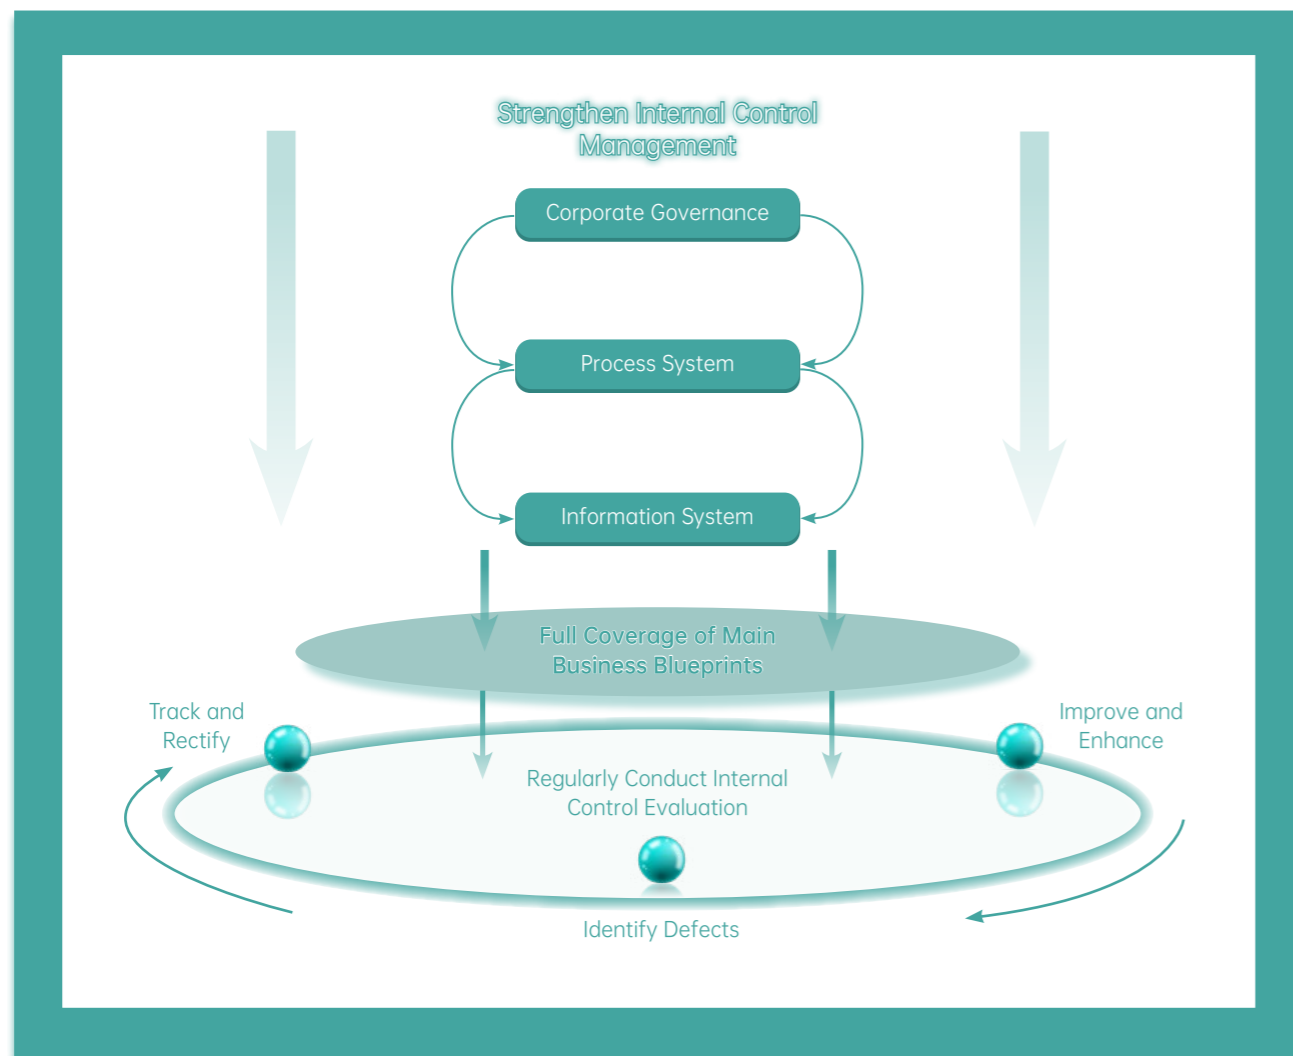 Strengthen Internal Control
Management
Corporate Governance
Process System
Information System
Full Coverage of Main
Business Blueprints
Track and
Rectify
Improve and
Enhance
Regularly Conduct Internal
Control Evaluation
Identify Defects